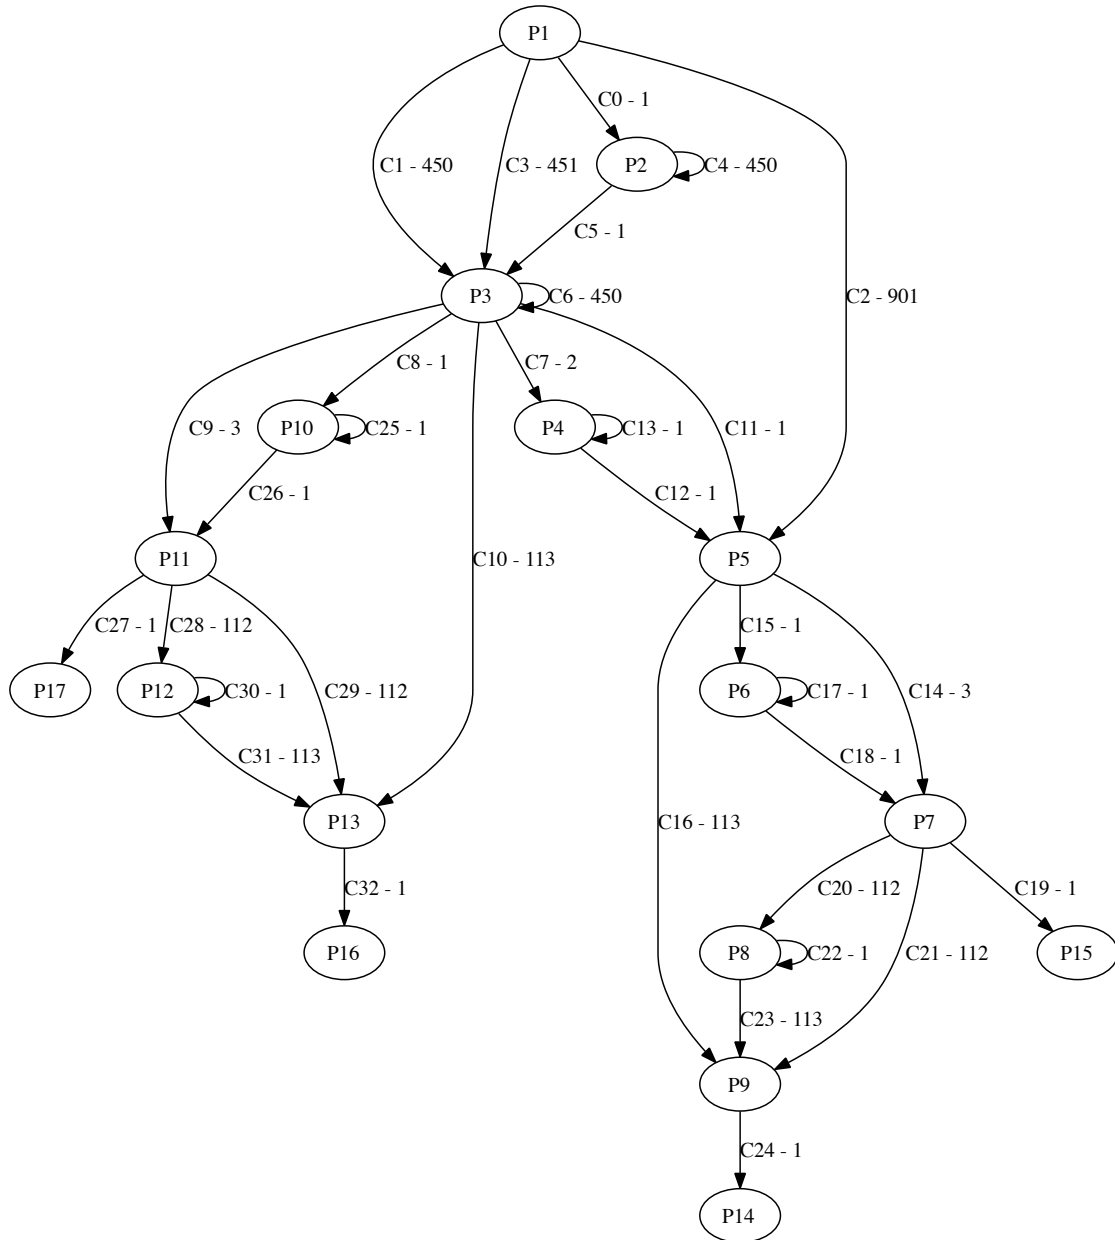 P1
C0 - 1
P2
C1 - 450
C3 - 451
C4 - 450
C5 - 1
P3
C6 - 450
C2 - 901
C8 - 1
C7 - 2
C9 - 3
P10
C25 - 1
P4
C13 - 1
C11 - 1
C26 - 1
C12 - 1
P11
C10 - 113
P5
C27 - 1
C28 - 112
C15 - 1
P17
P12
C30 - 1
C29 - 112
P6
C17 - 1
C14 - 3
C31 - 113
C18 - 1
P13
C16 - 113
P7
C32 - 1
C20 - 112
C19 - 1
P16
P8
C22 - 1
C21 - 112
P15
C23 - 113
P9
C24 - 1
P14